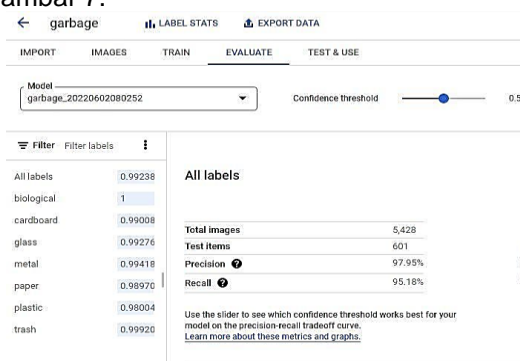 garbage LABEL STATS EXPORT DATA
IMPORT IMAGES TRAIN EVALUATE TEST & USE
Model
garbage_20220602080252 Confidence threshold 0.5
Filter Filter labels
All labels 0.99238
biological 1
cardboard 0.99008
glass 0.99276
metal 0.99418
paper 0.98970
plastic 0.98004
trash 0.99920
All labels
Total images 5,428
Test items 601
Precision 97.95%
Recall 95.18%
Use the slider to see which confidence threshold works best for your
model on the precision-recall tradeoff curve.
Learn more about these metrics and graphs.